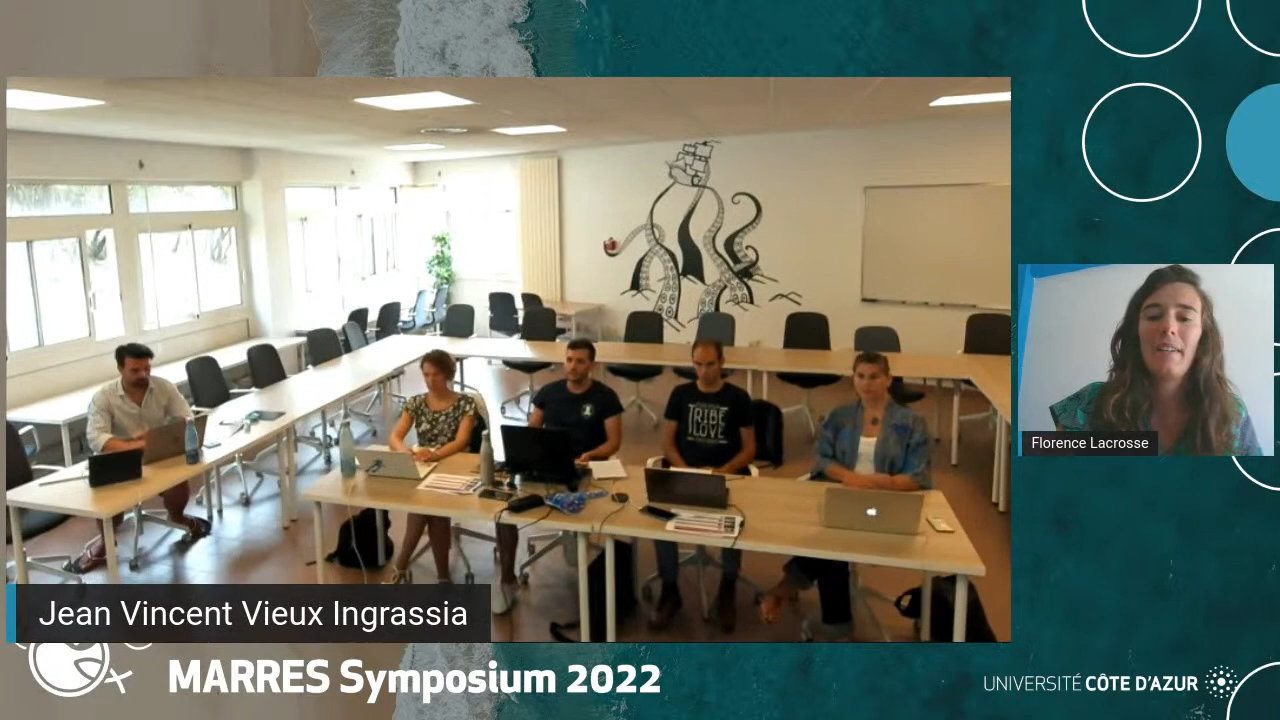 TRIBE
LOVE
Florence Lacrosse
Jean Vincent Vieux Ingrassia
MARRES Symposium 2022
UNIVERSITÉ CÔTE D'AZUR